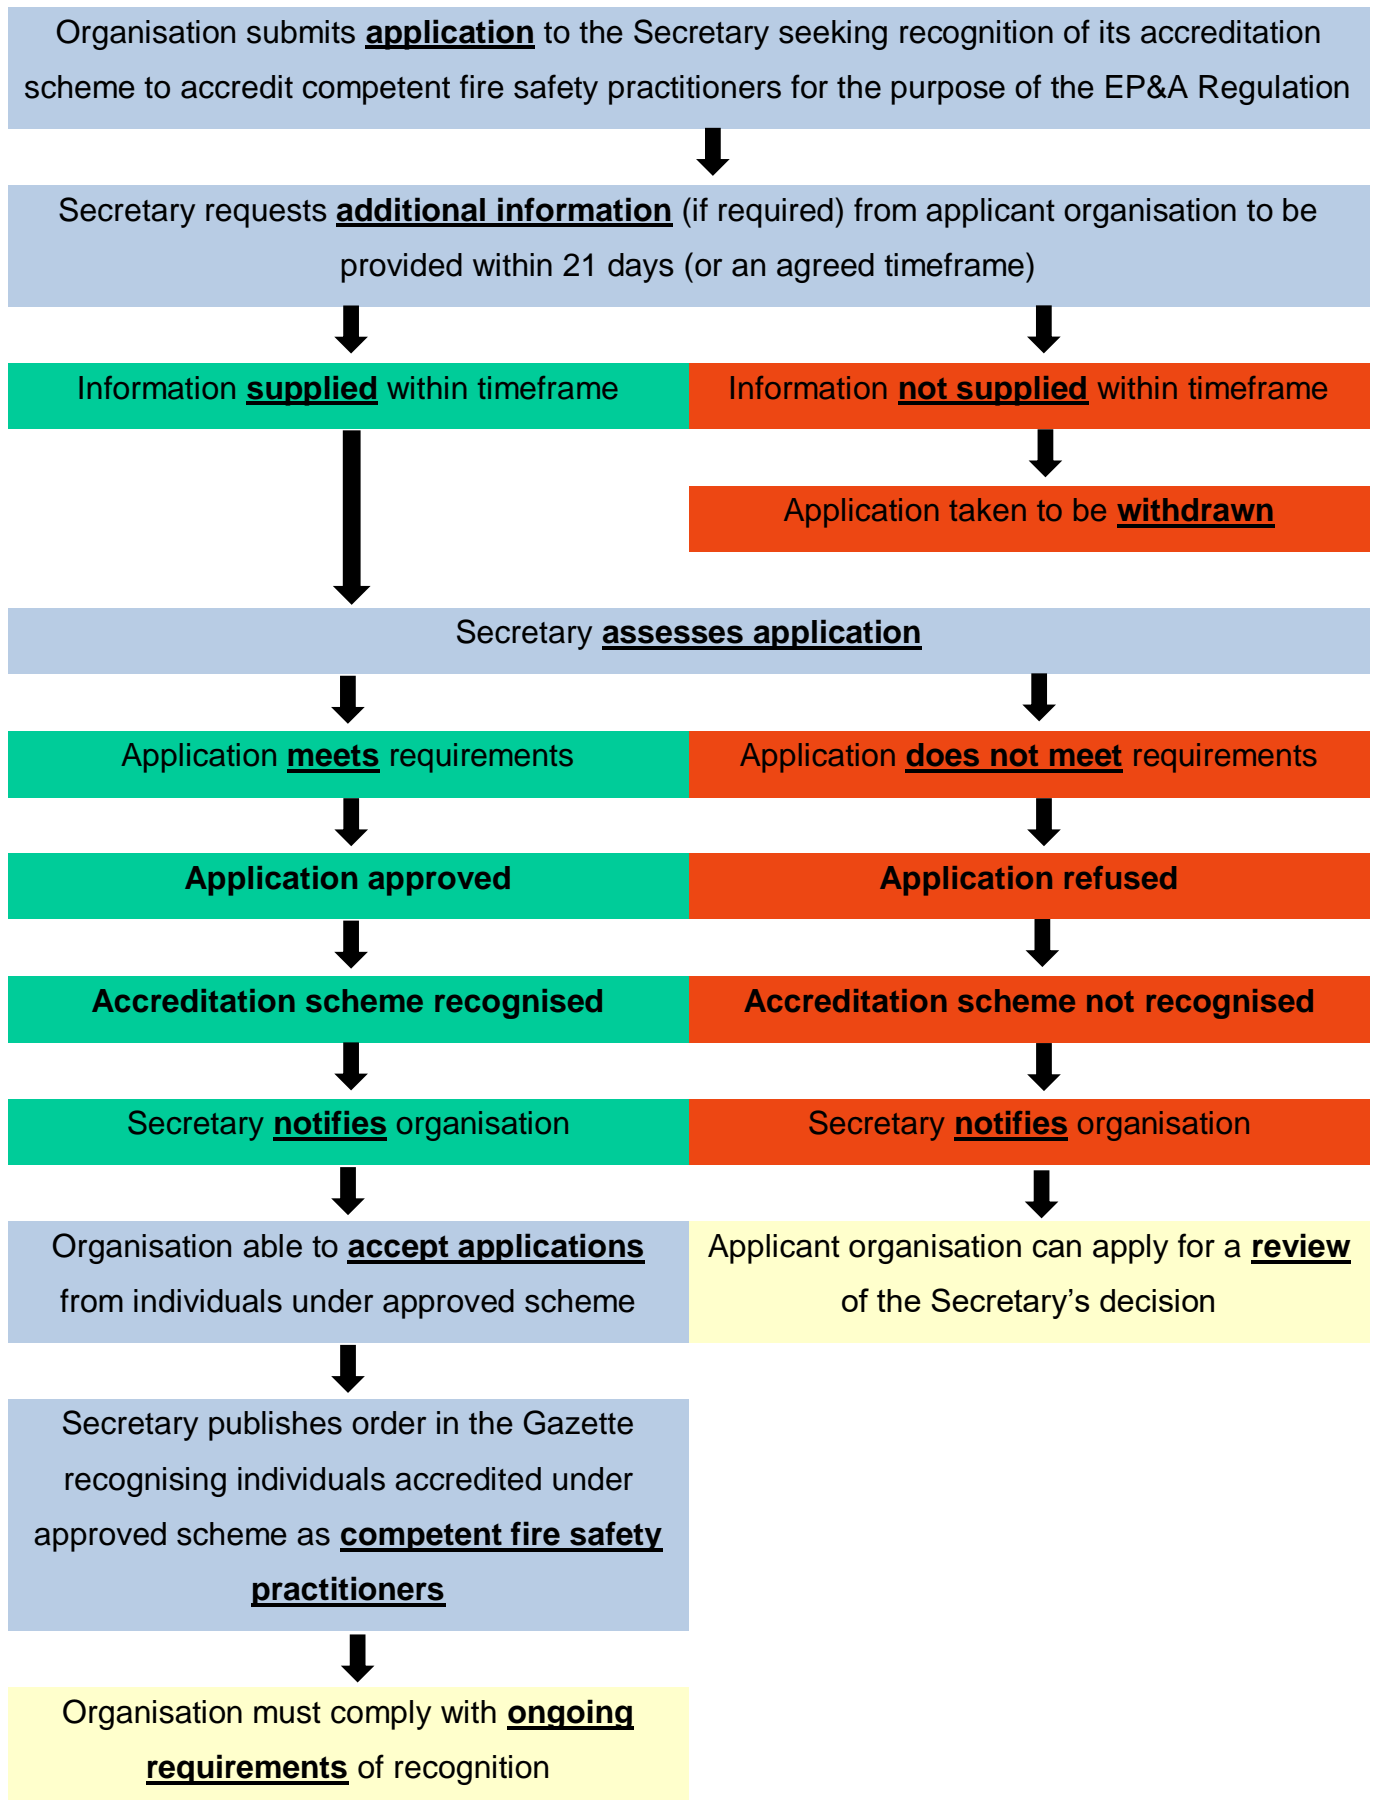 Organisation submits application to the Secretary seeking recognition of its accreditation
scheme to accredit competent fire safety practitioners for the purpose of the EP&A Regulation
Secretary requests additional information (if required) from applicant organisation to be
provided within 21 days (or an agreed timeframe)
Information supplied within timeframe
Information not supplied within timeframe
Application taken to be withdrawn
Secretary assesses application
Application meets requirements
Application does not meet requirements
Application approved
Application refused
Accreditation scheme recognised
Accreditation scheme not recognised
Secretary notifies organisation
Secretary notifies organisation
Organisation able to accept applications
from individuals under approved scheme
Applicant organisation can apply for a review
of the Secretary’s decision
Secretary publishes order in the Gazette
recognising individuals accredited under
approved scheme as competent fire safety
practitioners
Organisation must comply with ongoing
requirements of recognition